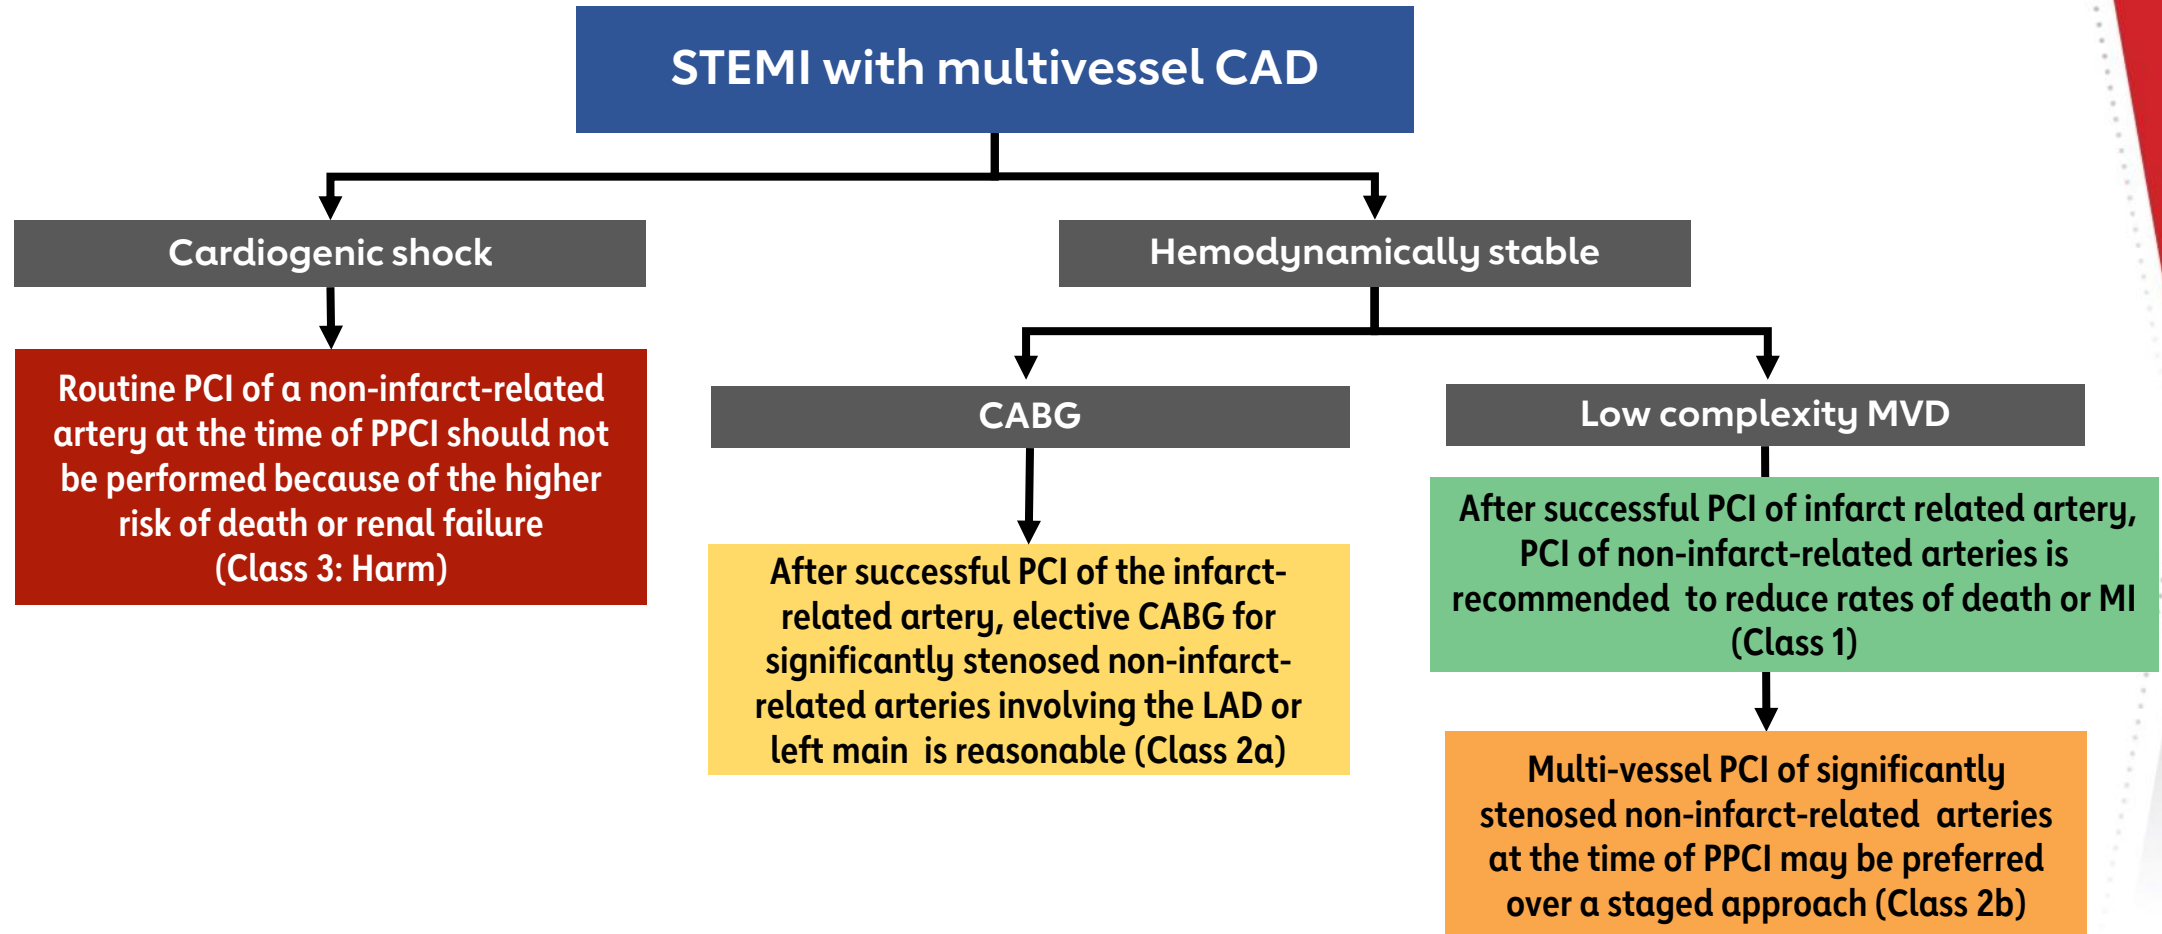 STEMI with multivessel CAD
Cardiogenic shock
Hemodynamically stable
Routine PCI of a non-infarct-related
artery at the time of PPCI should not
be performed because of the higher
risk of death or renal failure
(Class 3: Harm)
CABG
After successful PCI of the infarct-
related artery, elective CABG for
significantly stenosed non-infarct-
related arteries involving the LAD or
left main is reasonable (Class 2a)
Low complexity MVD
After successful PCI of infarct related artery,
PCI of non-infarct-related arteries is
recommended to reduce rates of death or MI
(Class 1)
Multi-vessel PCI of significantly
stenosed non-infarct-related arteries
at the time of PPCI may be preferred
over a staged approach (Class 2b)